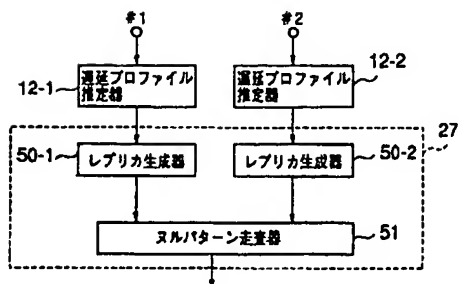 #1
#2
遅延プロファイル
推定器
12-1
遅延プロファイル
推定器
12-2
27
50-1
レプリカ生成器
レプリカ生成器
50-2
ヌルパターン走査器
51